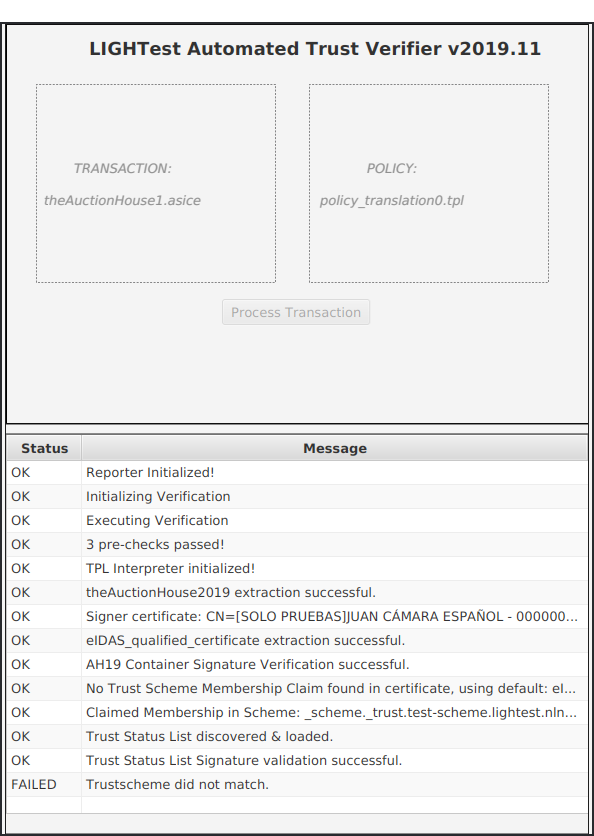 LIGHTest Automated Trust Verifier v2019.11
TRANSACTION:
theAuctionHouse1.asice
POLICY:
policy_translation0.tpl
Process Transaction
Status Message
OK Reporter Initialized!
OK Initializing Verification
OK Executing Verification
OK 3 pre-checks passed!
OK TPL Interpreter initialized!
OK theAuctionHouse2019 extraction successful.
OK Signer certificate: CN=[SOLO PRUEBAS]JUAN CÁMARA ESPAÑOL - 000000...
OK eIDAS_qualified_certificate extraction successful.
OK AH19 Container Signature Verification successful.
OK No Trust Scheme Membership Claim found in certificate, using default: eI...
OK Claimed Membership in Scheme: _scheme._trust.test-scheme.lightest.nln...
OK Trust Status List discovered & loaded.
OK Trust Status List Signature validation successful.
FAILED Trustscheme did not match.